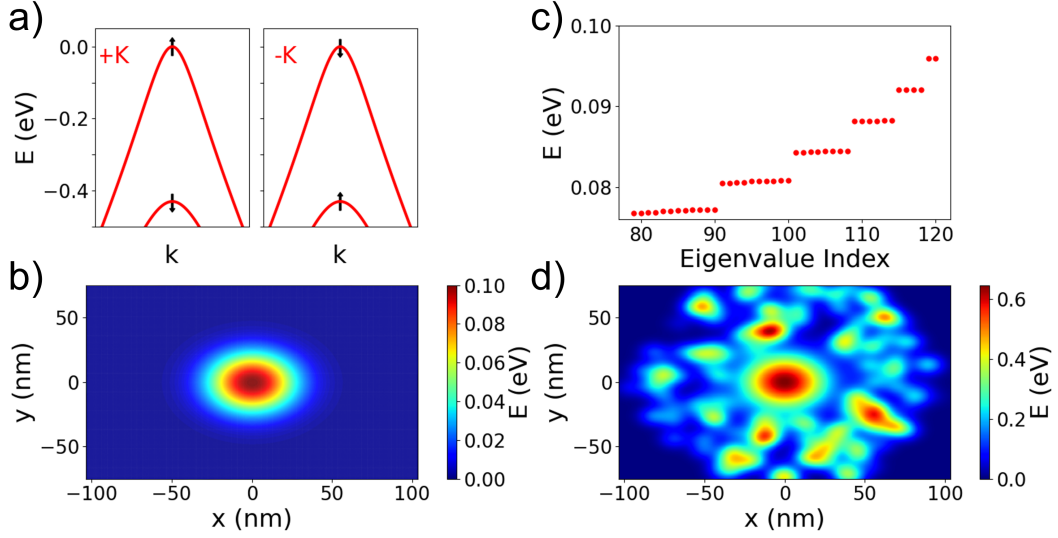 a)
E (eV)
0.0
−0.2
−0.4
+K
-K
k
k
c)
E (eV)
0.10
0.09
0.08
80 90 100 110 120
Eigenvalue Index
b)
y (nm)
50
0
−50
−100 −50 0 50 100
x (nm)
0.10
0.08
0.06
0.04
0.02
0.00
E (eV)
d)
y (nm)
50
0
−50
−100 −50 0 50 100
x (nm)
0.6
0.4
0.2
0.0
E (eV)